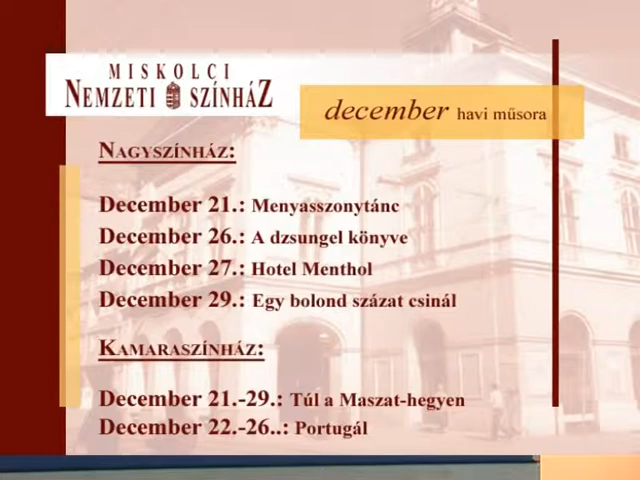 MISKOLCI
NEMZETI SZÍNHÁZ
december havi műsora
NAGYSZÍNHÁZ:
December 21.: Menyasszonytánc
December 26.: A dzsungel könyve
December 27.: Hotel Menthol
December 29.: Egy bolond százat csinál
KAMARASZÍNHÁZ:
December 21.-29.: Túl a Maszat-hegyen
December 22.-26..: Portugál